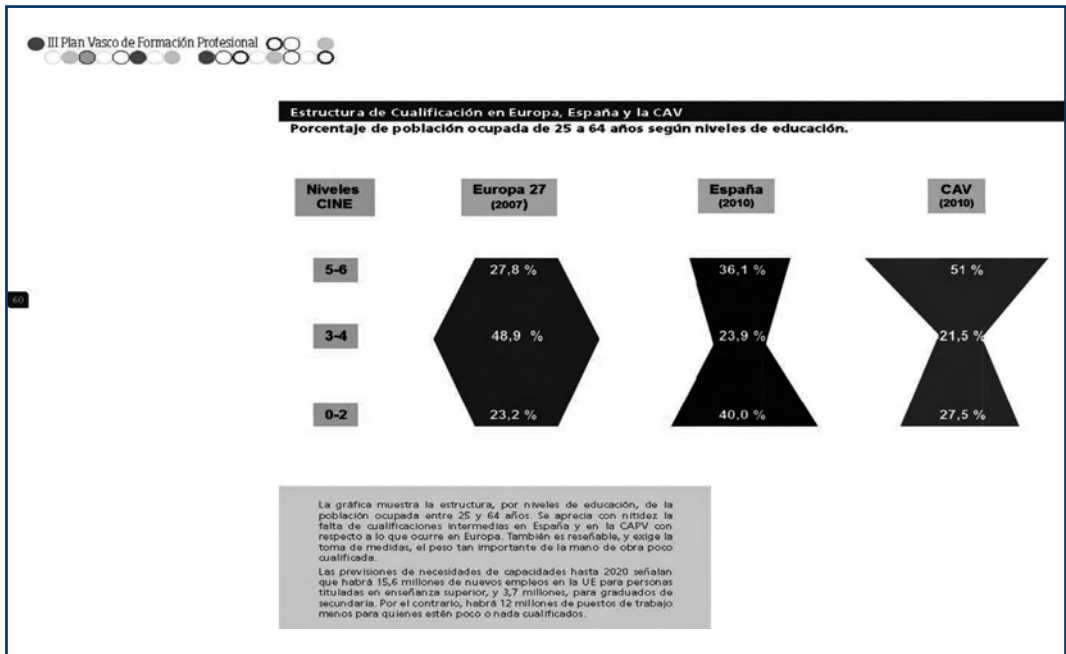 III Plan Vasco de Formación Profesional
Estructura de Cualificación en Europa, España y la CAV
Porcentaje de población ocupada de 25 a 64 años según niveles de educación.
Niveles CINE
Europa 27 (2007)
España (2010)
CAV (2010)
5-6
27,8 %
36,1 %
51 %
60
3-4
48,9 %
23,9 %
21,5 %
0-2
23,2 %
40,0 %
27,5 %
La gráfica muestra la estructura, por niveles de educación, de la
población ocupada entre 25 y 64 años. Se aprecia con nitidez la
falta de cualificaciones intermedias en España y en la CAPV con
respecto a lo que ocurre en Europa. También es reseñable, y exige la
toma de medidas, el peso tan importante de la mano de obra poco
cualificada.
Las previsiones de necesidades de capacidades hasta 2020 señalan
que habrá 15,6 millones de nuevos empleos en la UE para personas
tituladas en enseñanza superior, y 3,7 millones, para graduados de
secundaria. Por el contrario, habrá 12 millones de puestos de trabajo
menos para quienes estén poco o nada cualificados.